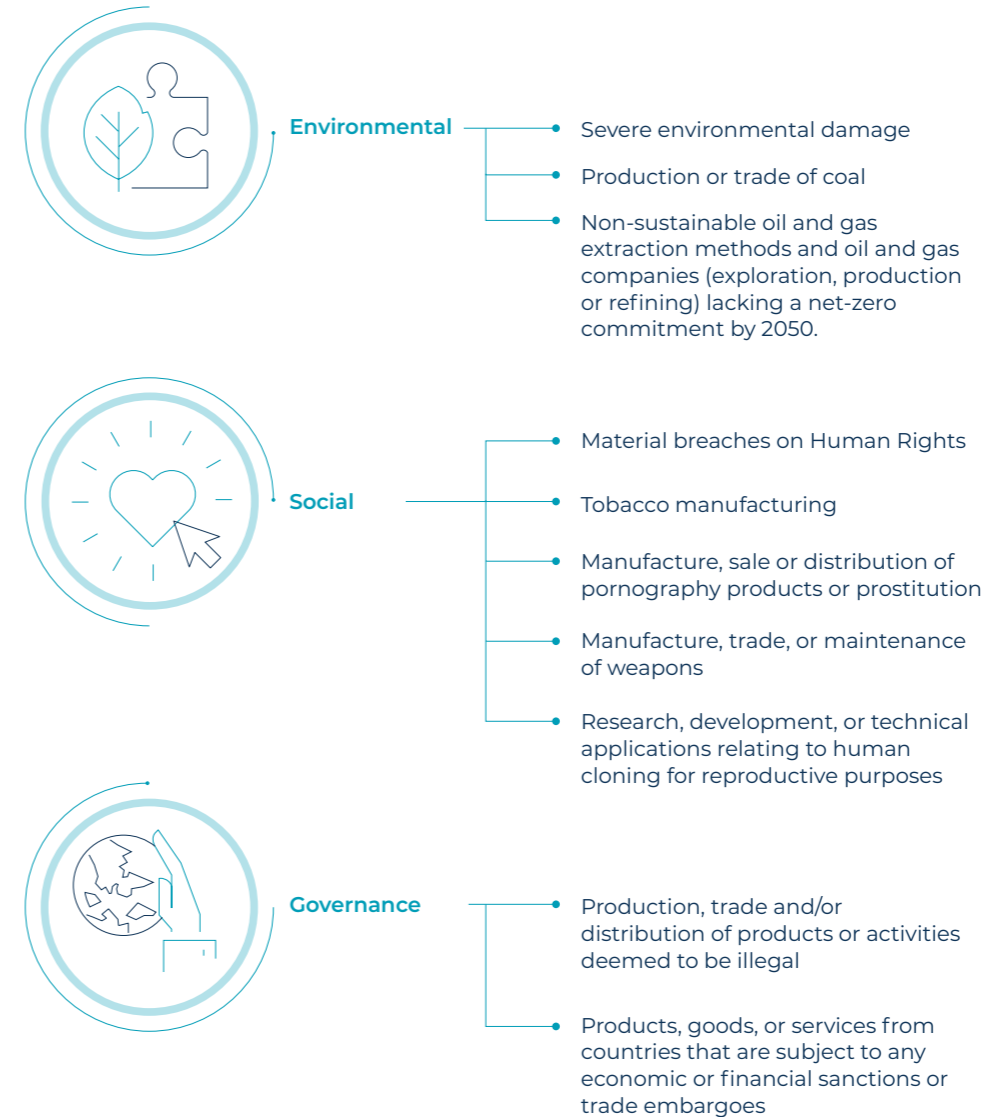 Environmental
Severe environmental damage
Production or trade of coal
Non-sustainable oil and gas
extraction methods and oil and gas
companies (exploration, production
or refining) lacking a net-zero
commitment by 2050.
Social
Material breaches on Human Rights
Tobacco manufacturing
Manufacture, sale or distribution of
pornography products or prostitution
Manufacture, trade, or maintenance
of weapons
Research, development, or technical
applications relating to human
cloning for reproductive purposes
Governance
Production, trade and/or
distribution of products or activities
deemed to be illegal
Products, goods, or services from
countries that are subject to any
economic or financial sanctions or
trade embargoes